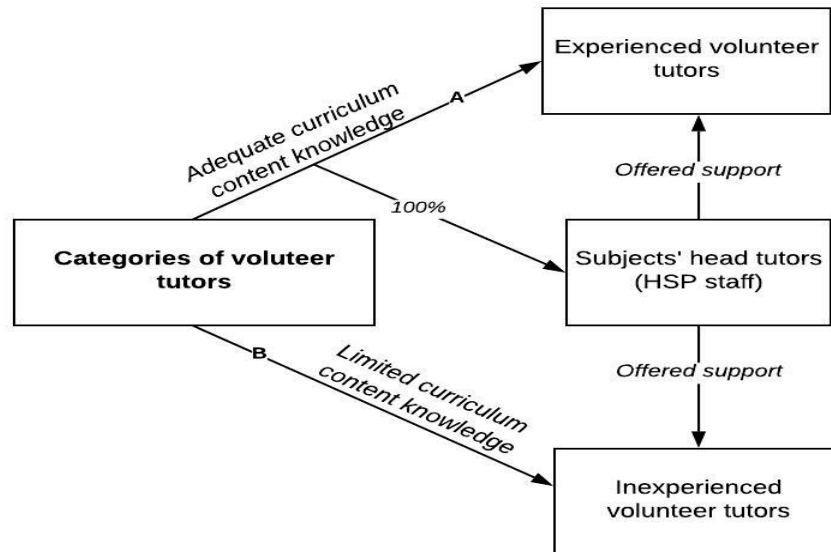 Experienced volunteer
tutors
A
Adequate curriculum
content knowledge
Offered support
100%
Categories of voluteer
tutors
Subjects' head tutors
(HSP staff)
B
Limited curriculum
content knowledge
Offered support
Inexperienced
volunteer tutors